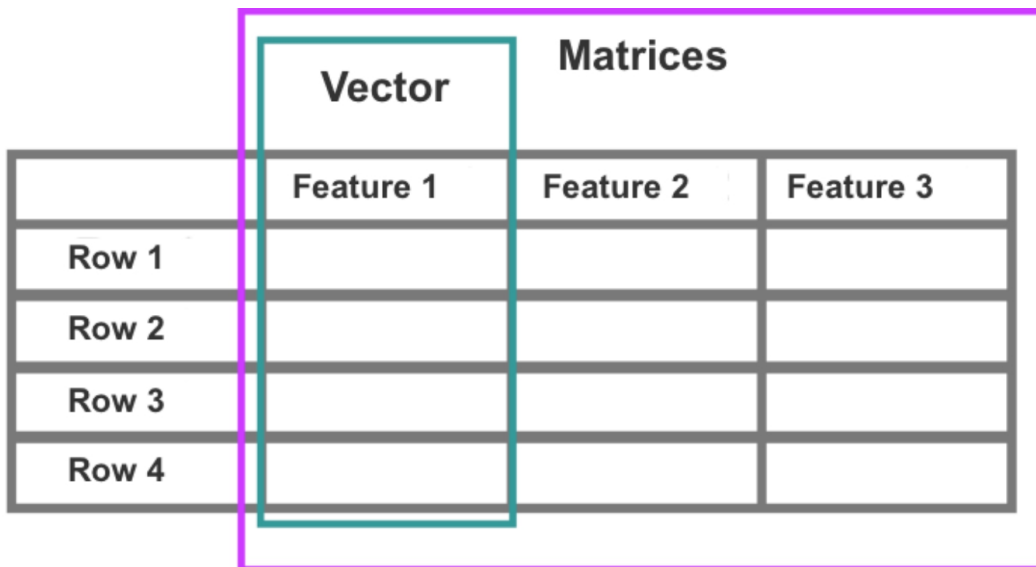 Matrices
Vector
Feature 1 Feature 2 Feature 3
Row 1
Row 2
Row 3
Row 4